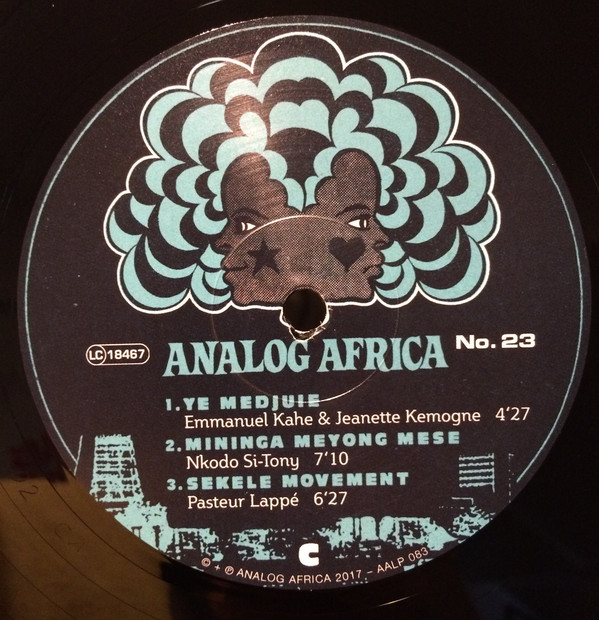 LC 18467
ANALOG AFRICA No. 23
1. YE MEDJUIE
Emmanuel Kahe & Jeanette Kemogne 4'27
2. MININGA MEYONG MESE
Nkodo Si-Tony 7'10
3. SEKELE MOVEMENT
Pasteur Lappé 6'27
C
© + ℗ ANALOG AFRICA 2017 – AALP 083